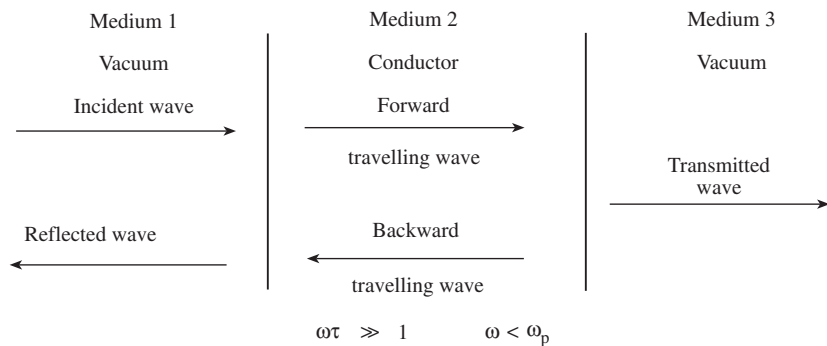 Medium 1
Medium 2
Medium 3
Vacuum
Conductor
Vacuum
Incident wave
Forward
travelling wave
Transmitted
wave
Reflected wave
Backward
travelling wave
ωτ ≫ 1 ω < ωp